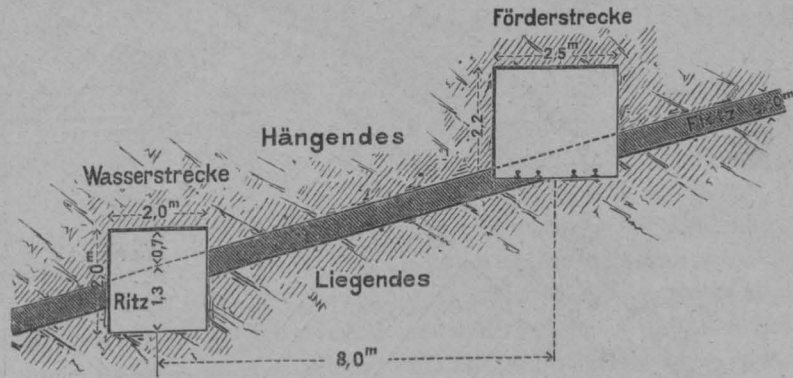 Förderstrecke
2,5m
2,2
Hängendes
Flötz
Wasserstrecke
2,0m
2,0m
0,7
Ritz
1,3
Liegendes
8,0m